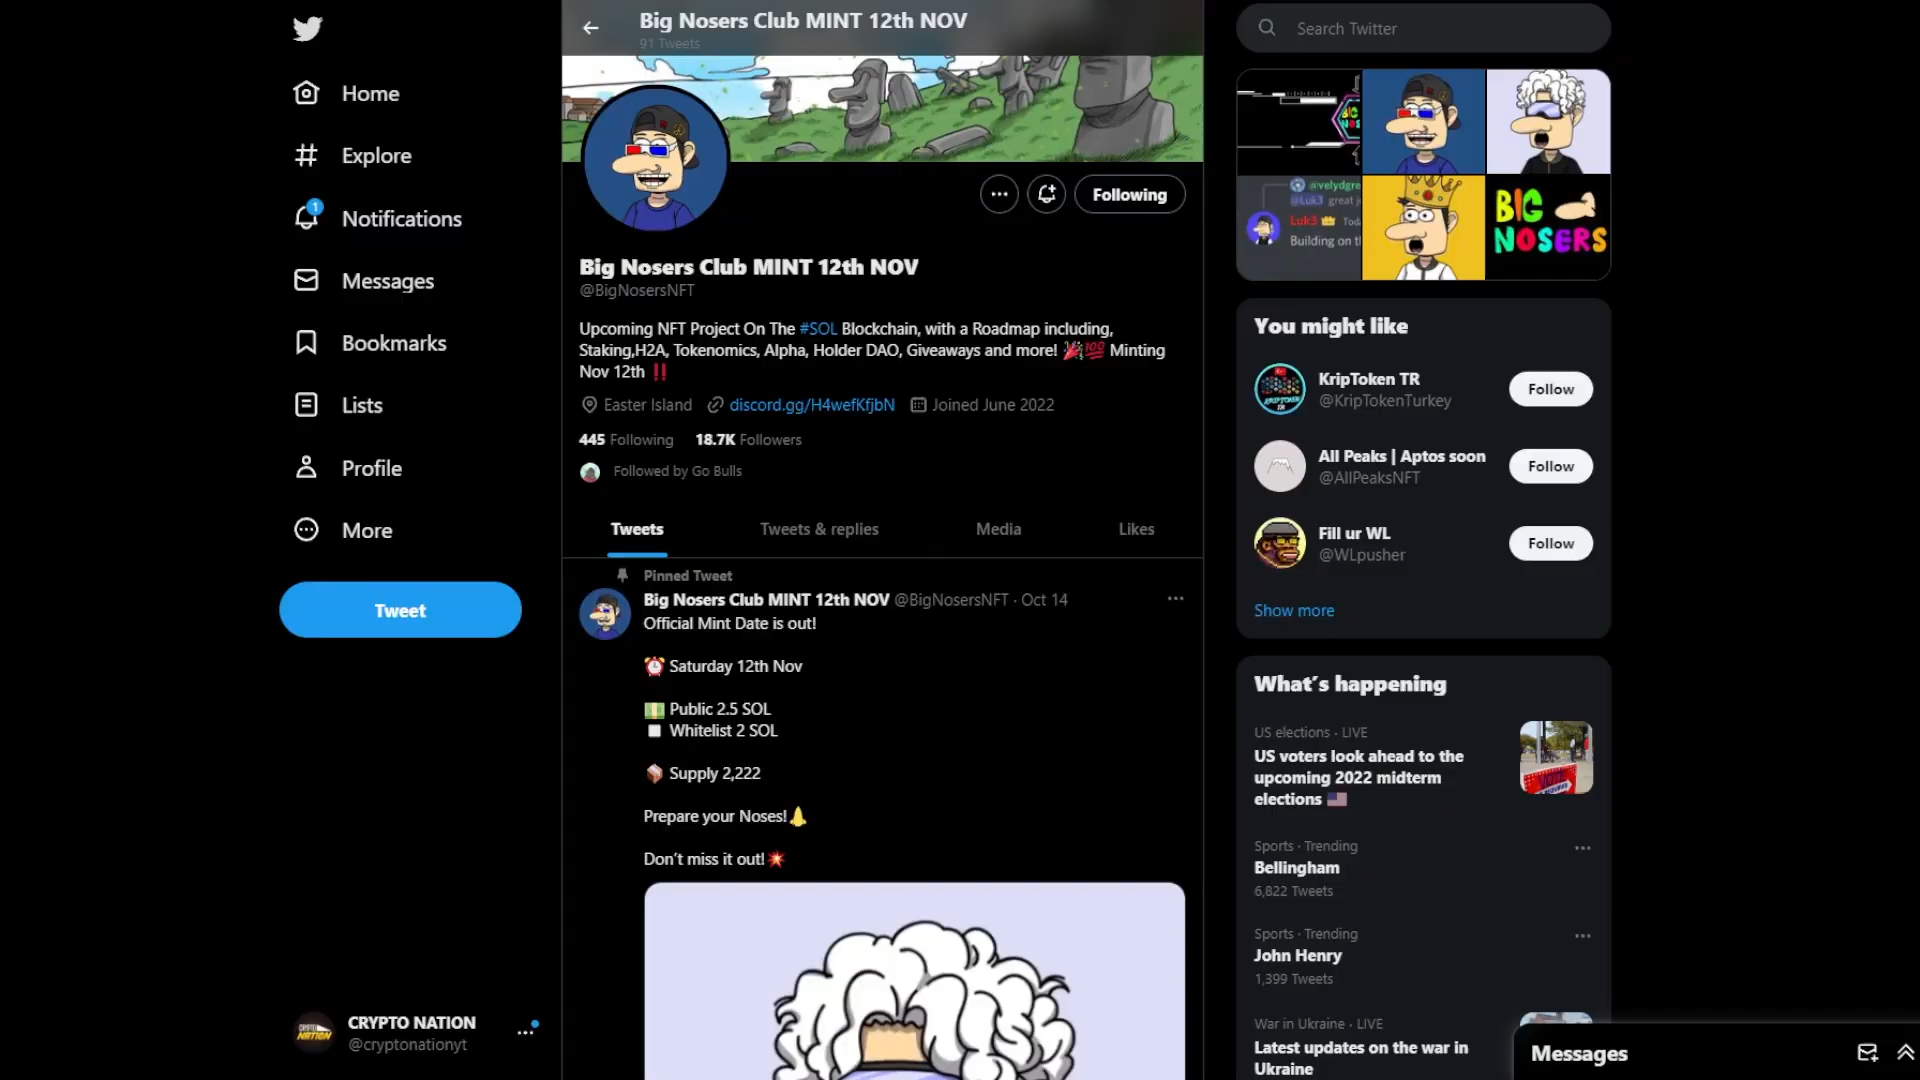 Home
Explore
1
Notifications
Messages
Bookmarks
Lists
Profile
More
Tweet
CRYPTO NATION
@cryptonationyt
Big Nosers Club MINT 12th NOV
91 Tweets
Following
Big Nosers Club MINT 12th NOV
@BigNosersNFT
Upcoming NFT Project On The #SOL Blockchain, with a Roadmap including,
Staking,H2A, Tokenomics, Alpha, Holder DAO, Giveaways and more! 🎉💯 Minting
Nov 12th ‼️
Easter Island discord.gg/H4wefKfjbN Joined June 2022
445 Following 18.7K Followers
Followed by Go Bulls
Tweets Tweets & replies Media Likes
Pinned Tweet
Big Nosers Club MINT 12th NOV @BigNosersNFT · Oct 14
Official Mint Date is out!
⏰ Saturday 12th Nov
💵 Public 2.5 SOL
◻️ Whitelist 2 SOL
📦 Supply 2,222
Prepare your Noses!👃
Don't miss it out!💥
Search Twitter
@velydgre
@Luk3 great j
Luk3 Tod
Building on t
BIG
NOSERS
You might like
KripToken TR
@KripTokenTurkey
Follow
All Peaks | Aptos soon
@AllPeaksNFT
Follow
Fill ur WL
@WLpusher
Follow
Show more
What's happening
US elections · LIVE
US voters look ahead to the
upcoming 2022 midterm
elections 🇺🇸
Sports · Trending
Bellingham
6,822 Tweets
Sports · Trending
John Henry
1,399 Tweets
War in Ukraine · LIVE
Latest updates on the war in
Ukraine
Messages